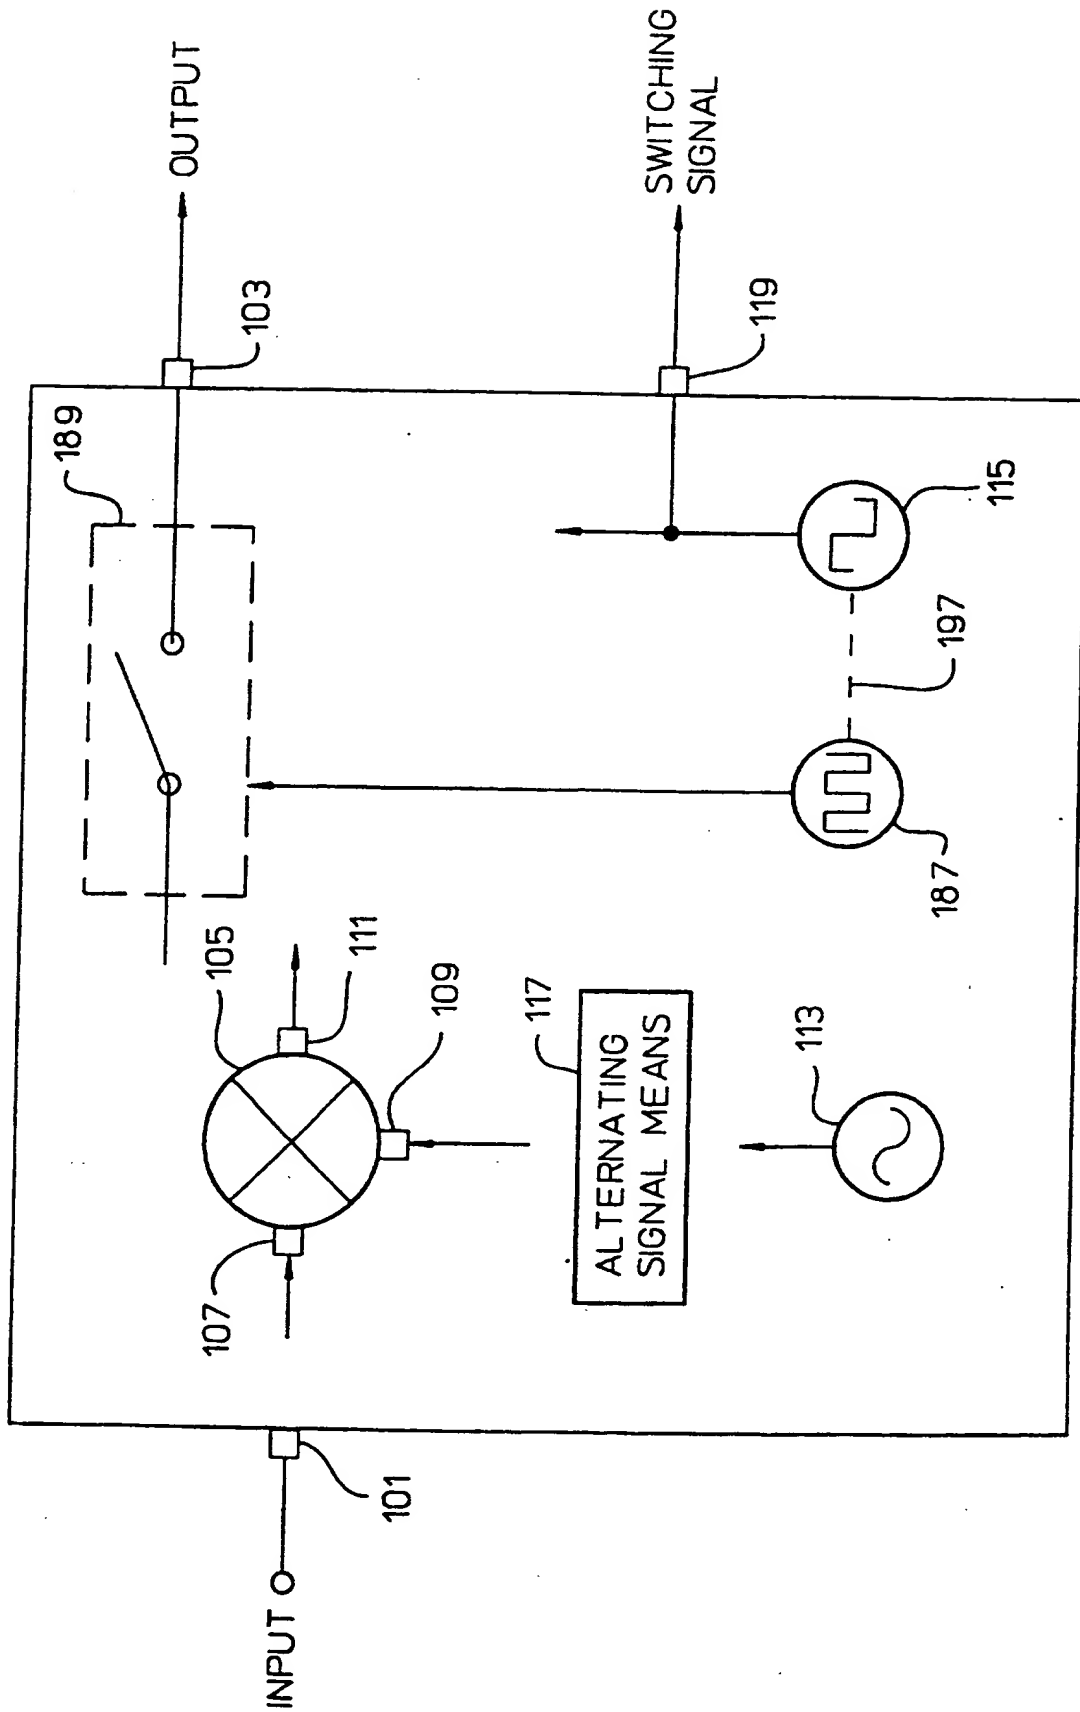 INPUT
101
107
105
111
109
117
ALTERNATING
SIGNAL MEANS
113
189
103
OUTPUT
187
197
115
119
SWITCHING
SIGNAL